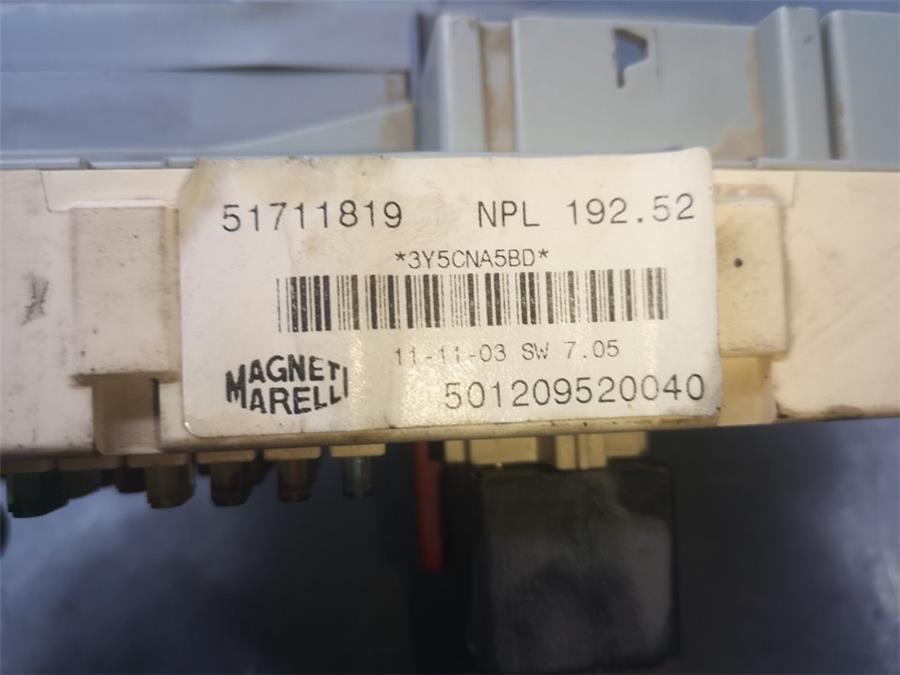 51711819 NPL 192.52
*3Y5CNA5BD*
11-11-03 SW 7.05
MAGNETI
MARELLI
501209520040